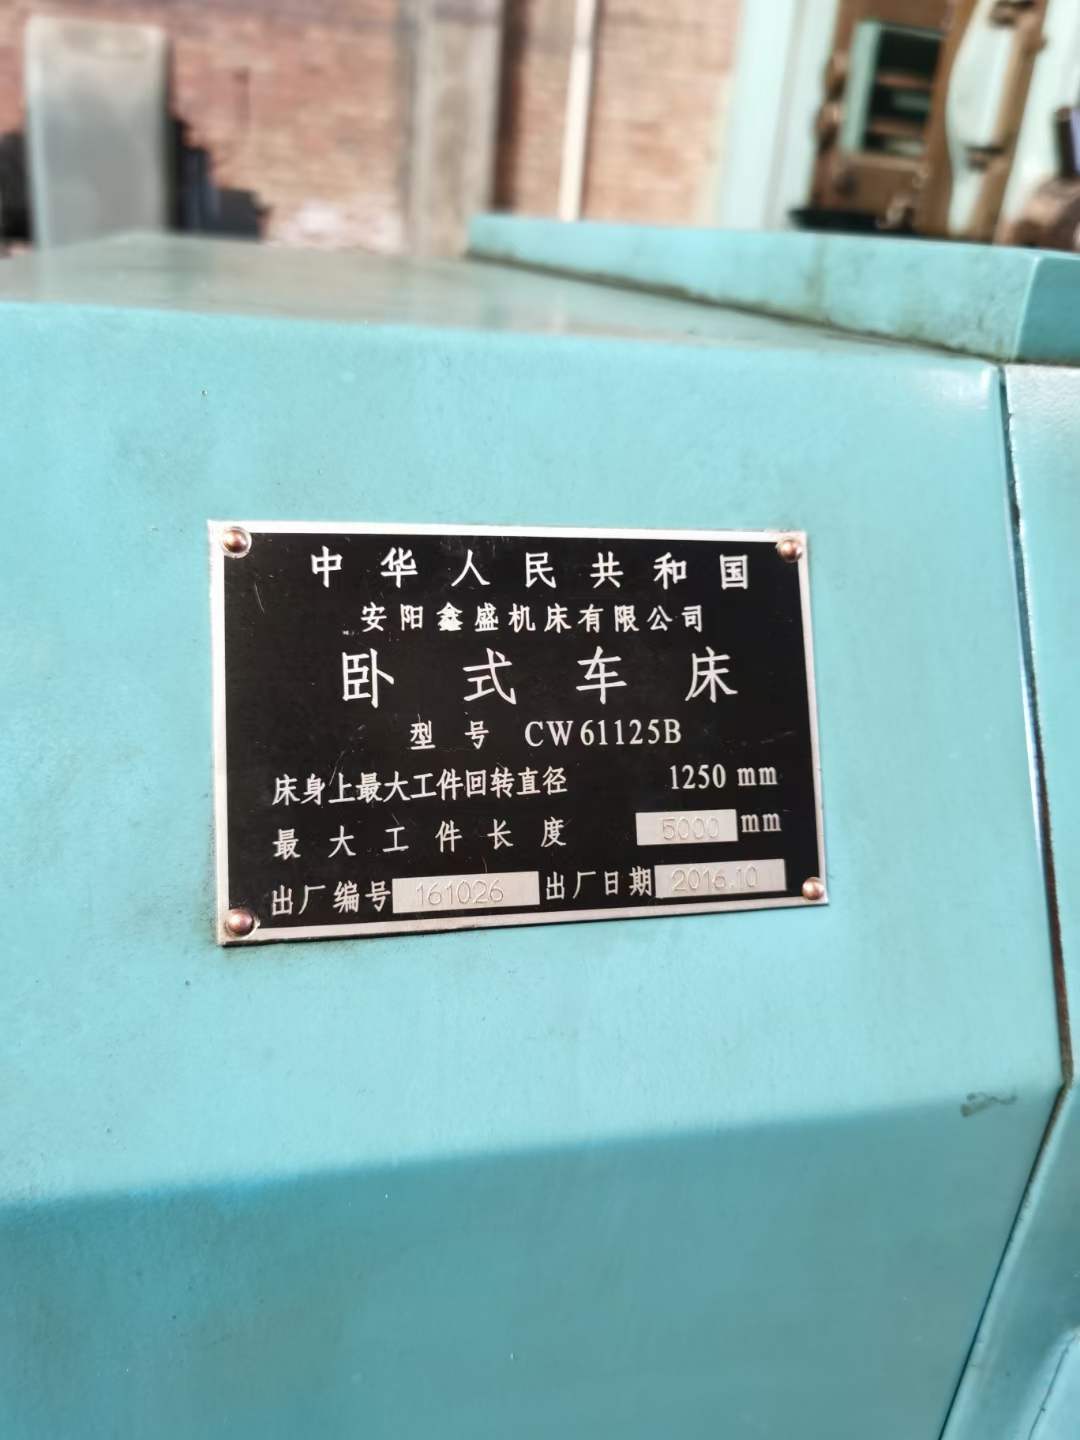 中华人民共和国
安阳鑫盛机床有限公司
卧式车床
型号 CW61125B
床身上最大工件回转直径 1250 mm
最大工件长度 5000 mm
出厂编号 161026 出厂日期 2016.10